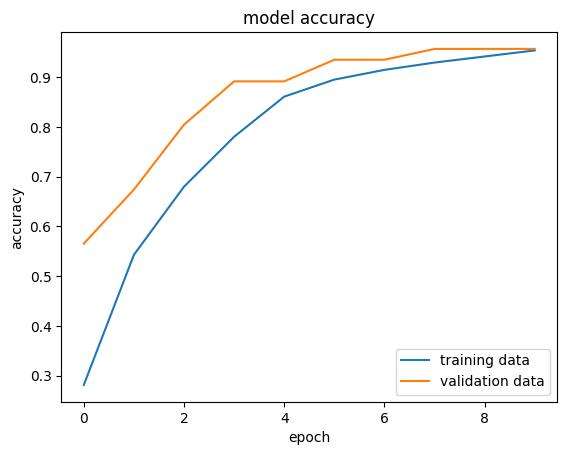 model accuracy
accuracy
0.9
0.8
0.7
0.6
0.5
0.4
0.3
training data
validation data
0
2
4
6
8
epoch